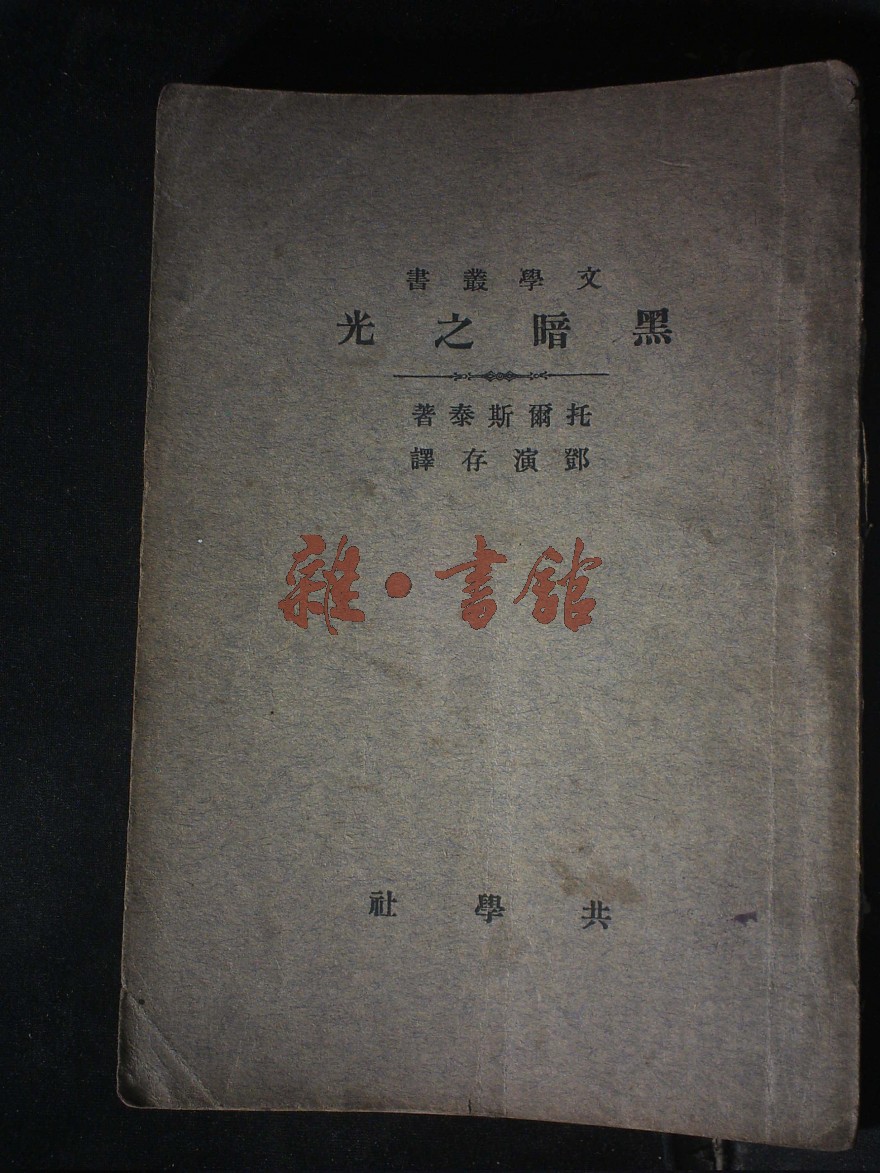 文學叢書
黑暗之光
托爾斯泰著
鄧演存譯
雜·書館
共學社